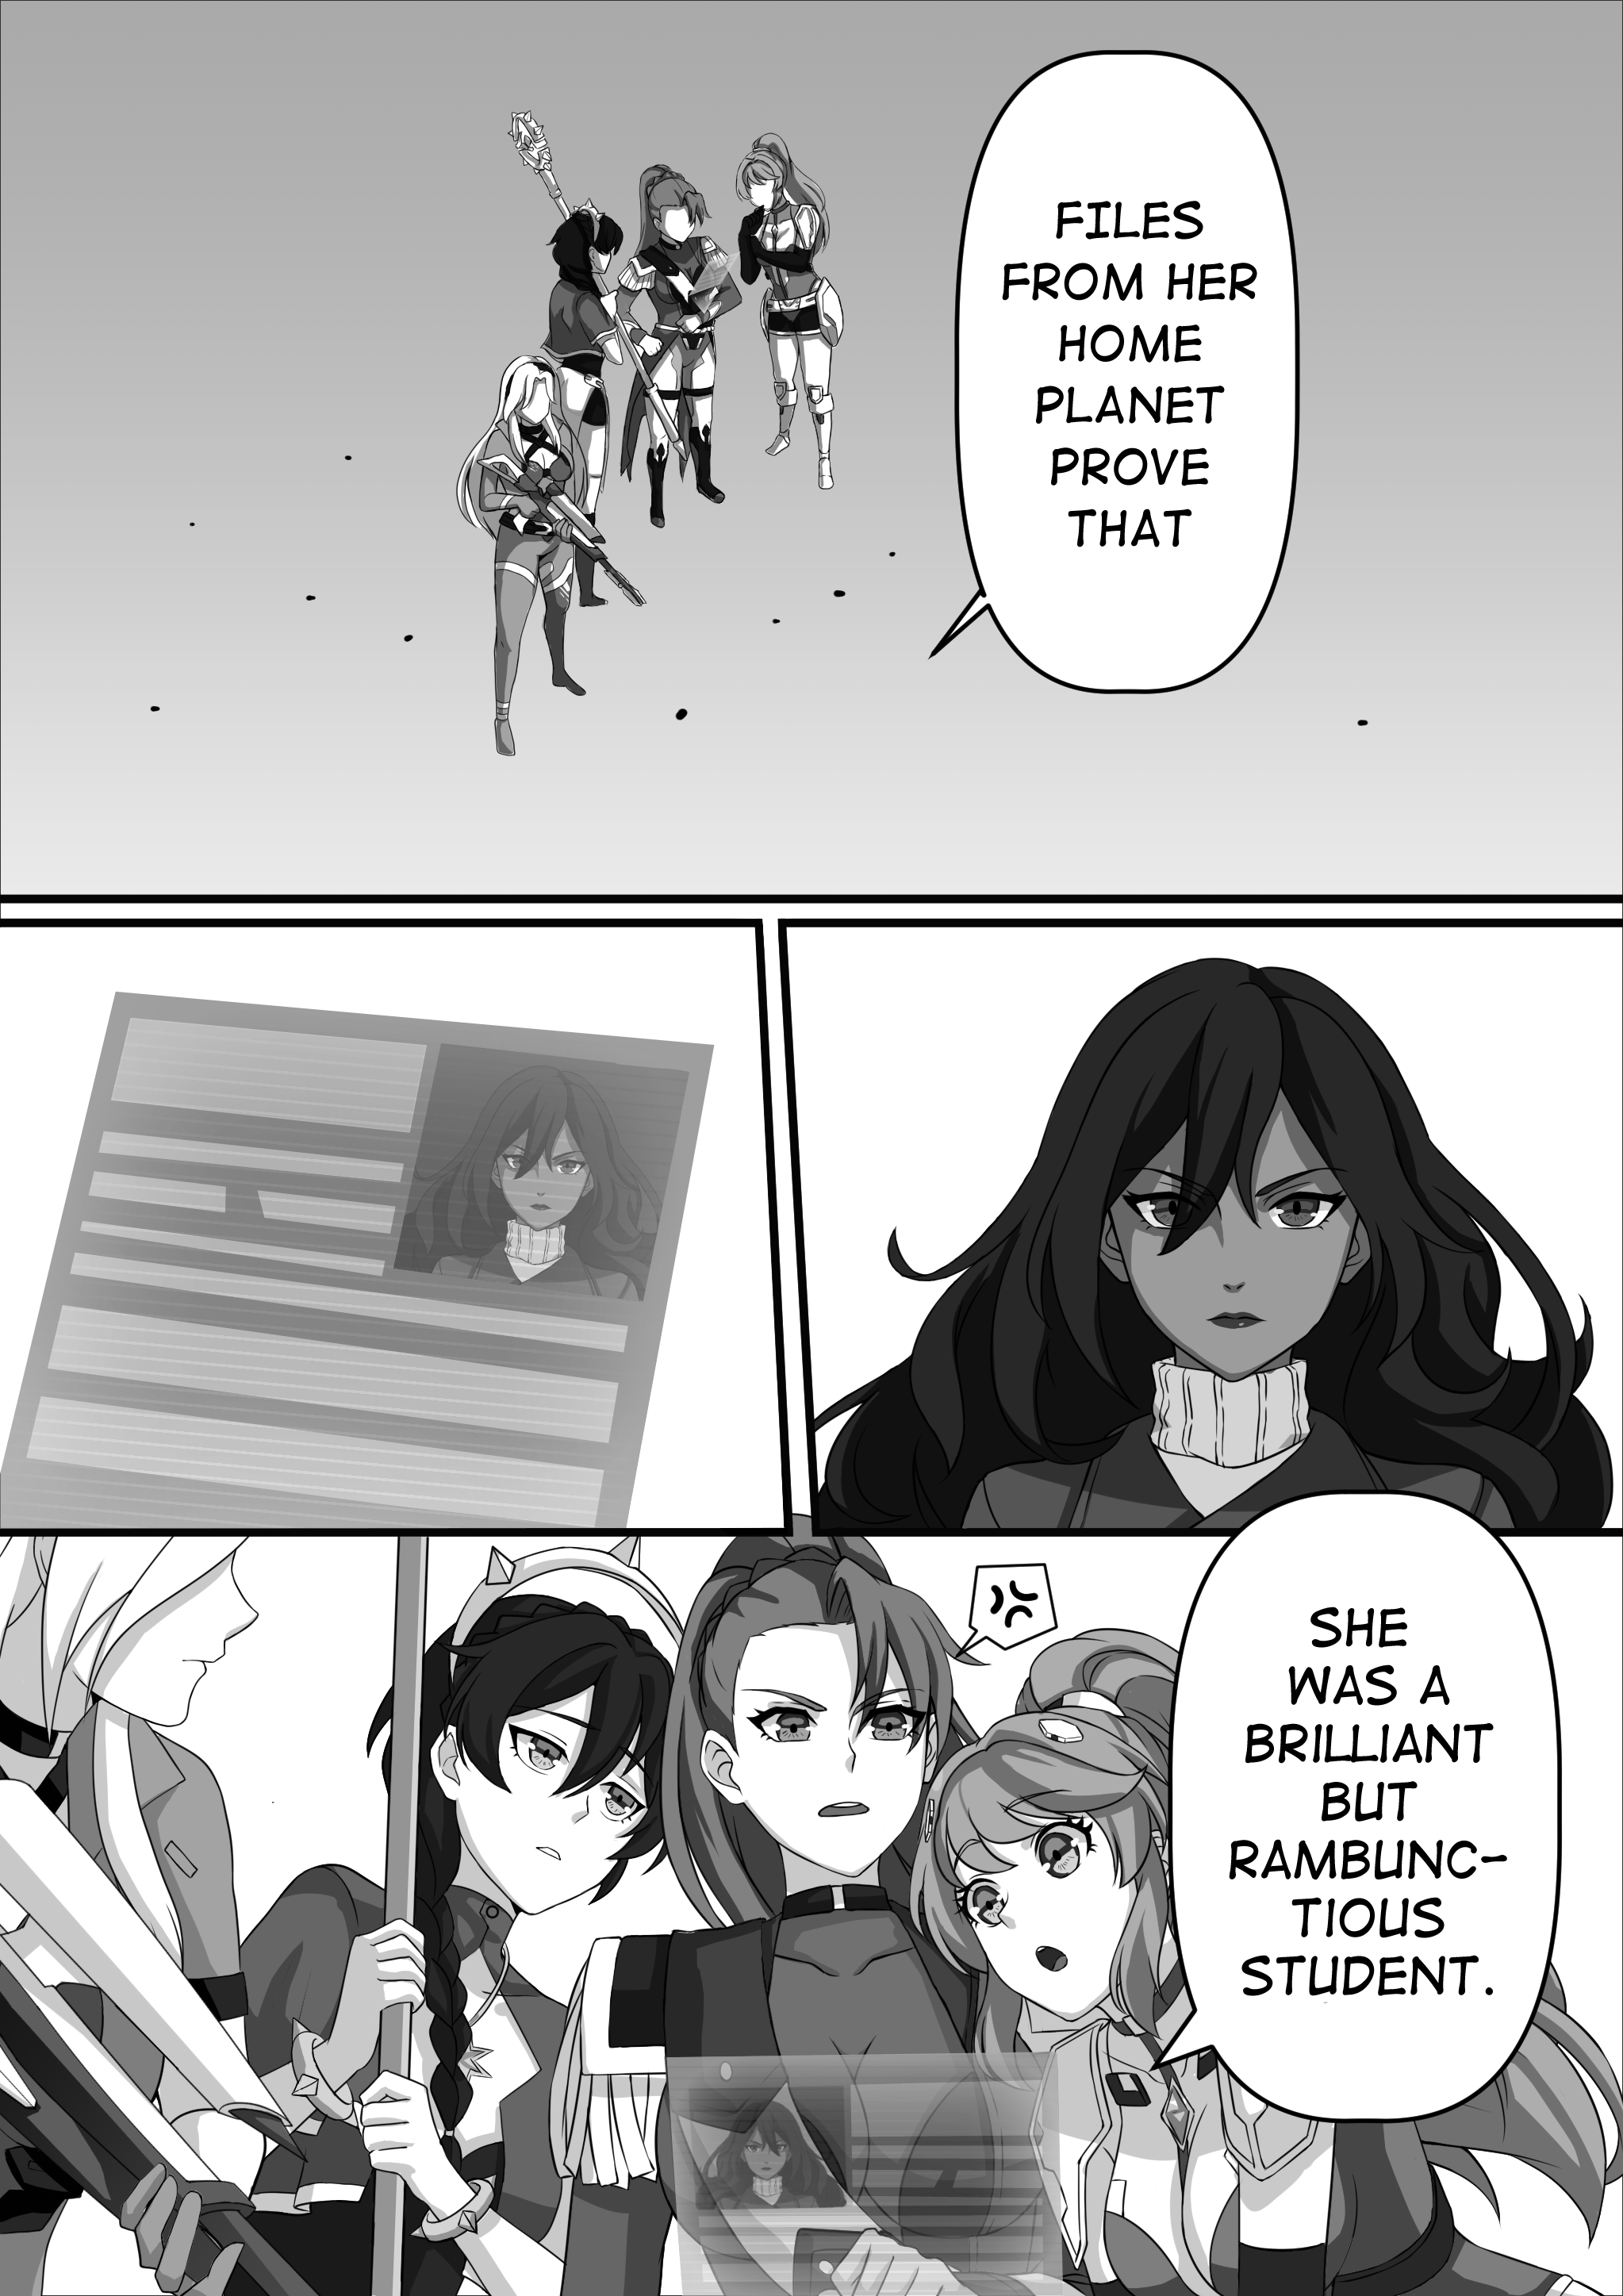 FILES
FROM HER
HOME
PLANET
PROVE
THAT
SHE
WAS A
BRILLIANT
BUT
RAMBUNC-
TIOUS
STUDENT.